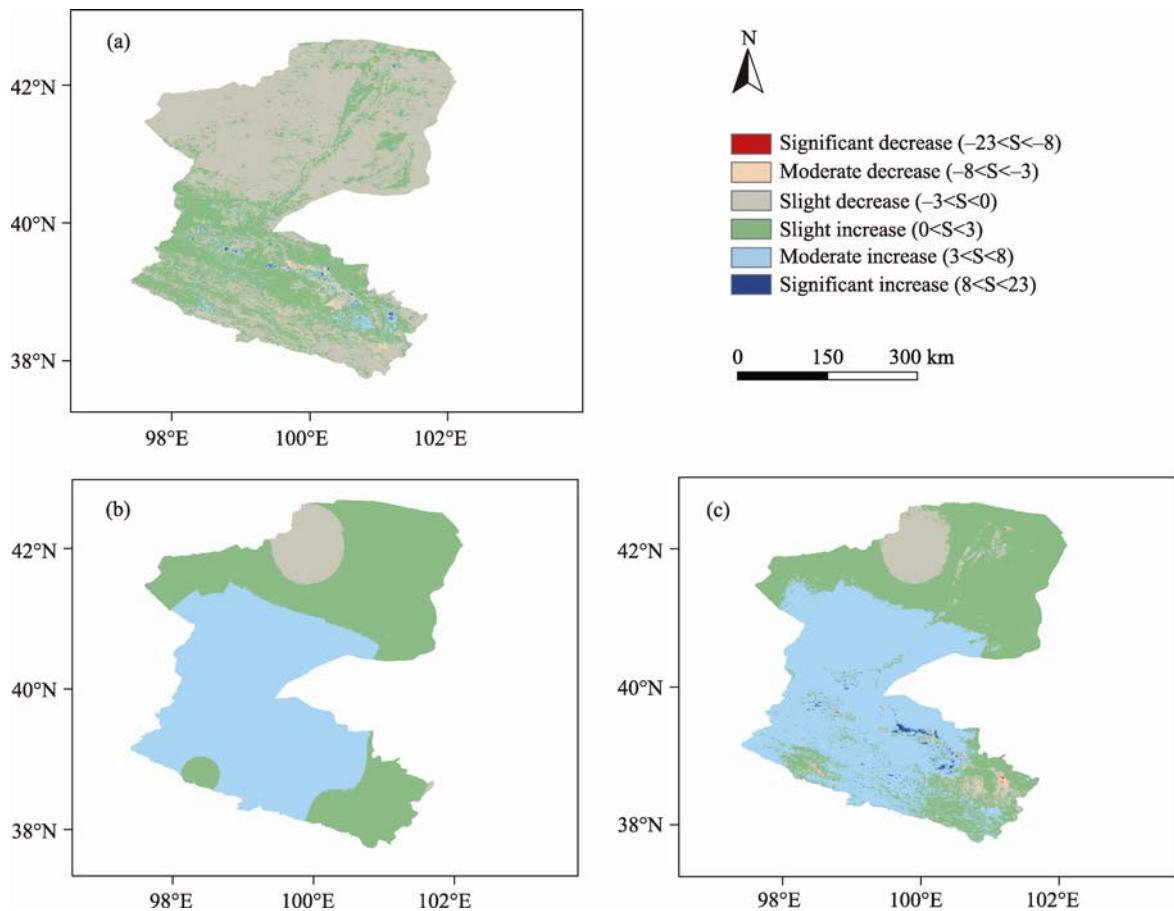 (a)
42°N
40°N
38°N
98°E 100°E 102°E
N
Significant decrease (–23<S<–8)
Moderate decrease (–8<S<–3)
Slight decrease (–3<S<0)
Slight increase (0<S<3)
Moderate increase (3<S<8)
Significant increase (8<S<23)
0 150 300 km
(b)
42°N
40°N
38°N
98°E 100°E 102°E
(c)
42°N
40°N
38°N
98°E 100°E 102°E